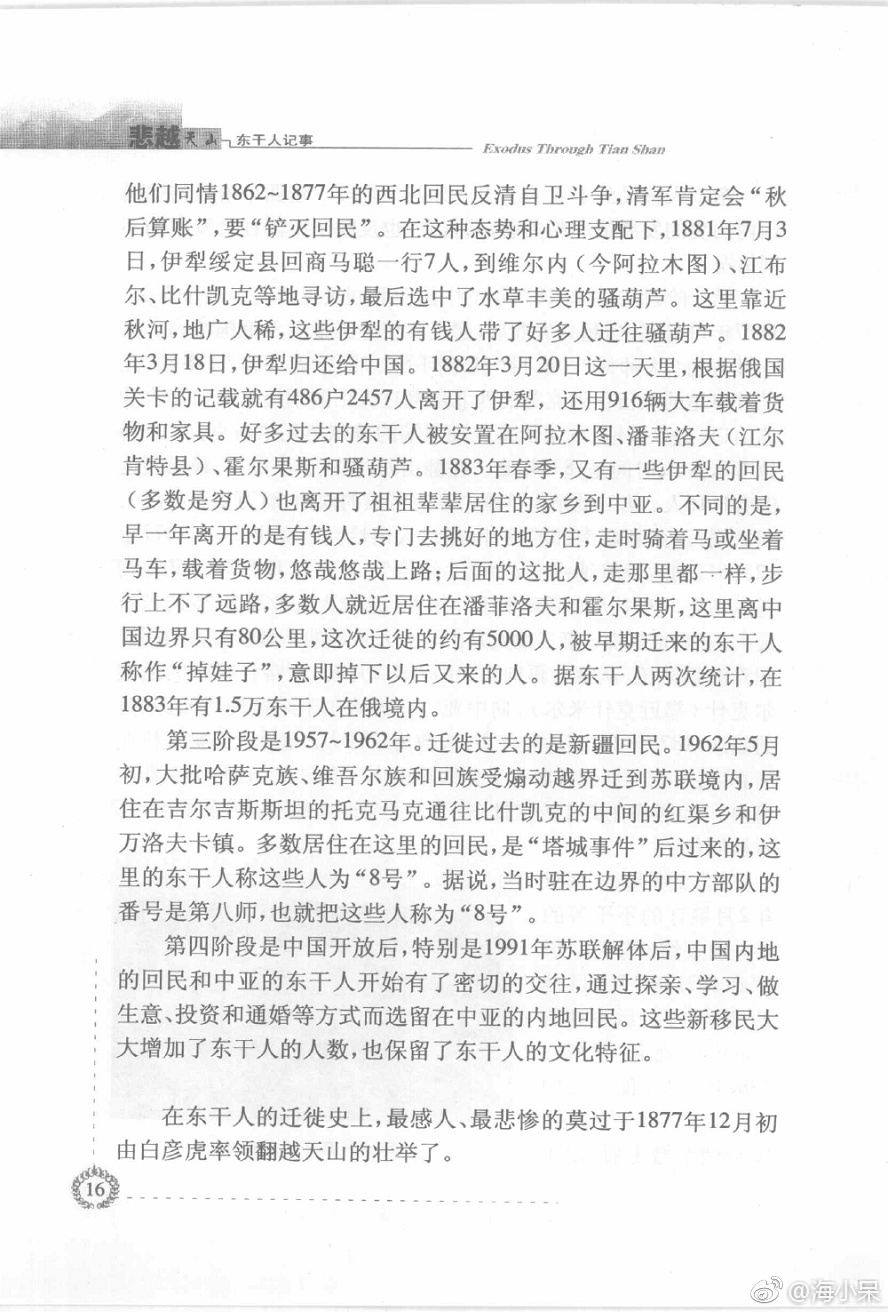 悲越天山 东干人记事
Exodus Through Tian Shan
他们同情1862~1877年的西北回民反清自卫斗争，清军肯定会“秋
后算账”，要“铲灭回民”。在这种态势和心理支配下，1881年7月3
日，伊犁绥定县回商马聪一行7人，到维尔内（今阿拉木图）、江布
尔、比什凯克等地寻访，最后选中了水草丰美的骚葫芦。这里靠近
秋河，地广人稀，这些伊犁的有钱人带了好多人迁往骚葫芦。1882
年3月18日，伊犁归还给中国。1882年3月20日这一天里，根据俄国
关卡的记载就有486户2457人离开了伊犁，还用916辆大车载着货
物和家具。好多过去的东干人被安置在阿拉木图、潘菲洛夫（江尔
肯特县）、霍尔果斯和骚葫芦。1883年春季，又有一些伊犁的回民
（多数是穷人）也离开了祖祖辈辈居住的家乡到中亚。不同的是，
早一年离开的是有钱人，专门去挑好的地方住，走时骑着马或坐着
马车，载着货物，悠哉悠哉上路；后面的这批人，走那里都一样，步
行上不了远路，多数人就近居住在潘菲洛夫和霍尔果斯，这里离中
国边界只有80公里，这次迁徙的约有5000人，被早期迁来的东干人
称作“掉娃子”，意即掉下以后又来的人。据东干人两次统计，在
1883年有1.5万东干人在俄境内。
第三阶段是1957~1962年。迁徙过去的是新疆回民。1962年5月
初，大批哈萨克族、维吾尔族和回族受煽动越界迁到苏联境内，居
住在吉尔吉斯斯坦的托克马克通往比什凯克的中间的红渠乡和伊
万洛夫卡镇。多数居住在这里的回民，是“塔城事件”后过来的，这
里的东干人称这些人为“8号”。据说，当时驻在边界的中方部队的
番号是第八师，也就把这些人称为“8号”。
第四阶段是中国开放后，特别是1991年苏联解体后，中国内地
的回民和中亚的东干人开始有了密切的交往，通过探亲、学习、做
生意、投资和通婚等方式而选留在中亚的内地回民。这些新移民大
大增加了东干人的人数，也保留了东干人的文化特征。
在东干人的迁徙史上，最感人、最悲惨的莫过于1877年12月初
由白彦虎率领翻越天山的壮举了。
16
@海小呆